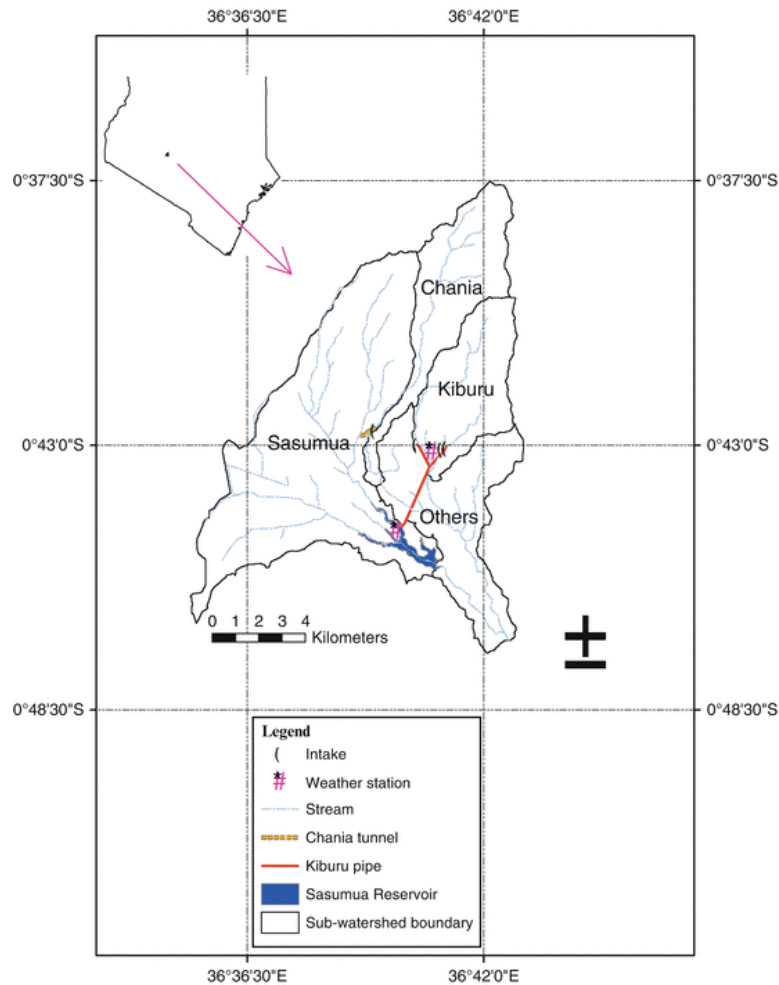 36°36'30"E 36°42'0"E
0°37'30"S 0°37'30"S
Chania
Kiburu
0°43'0"S Sasumua 0°43'0"S
Others
0 1 2 3 4
Kilometers
±
0°48'30"S 0°48'30"S
Legend
( Intake
*# Weather station
Stream
Chania tunnel
Kiburu pipe
Sasumua Reservoir
Sub-watershed boundary
36°36'30"E 36°42'0"E